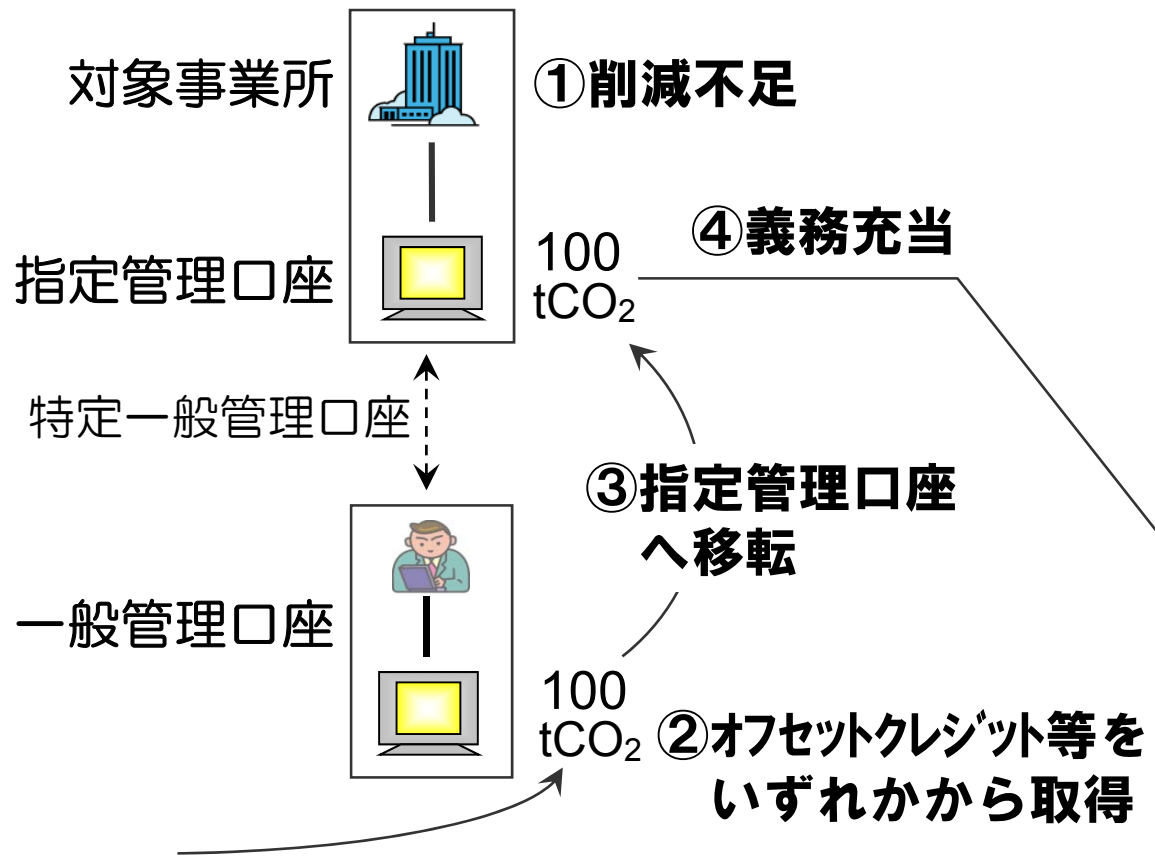 対象事業所
①削減不足
④義務充当
指定管理口座
100
tCO₂
特定一般管理口座
③指定管理口座
へ移転
一般管理口座
100
tCO₂
②オフセットクレジット等を
いずれかから取得